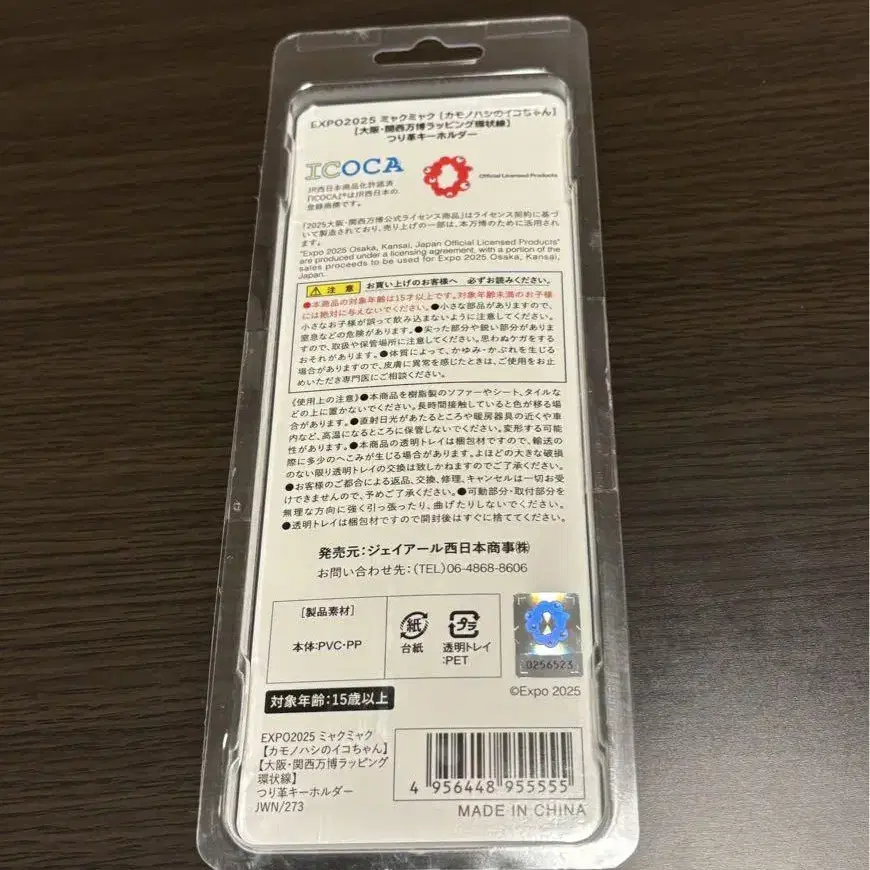 EXPO2025 ミャクミャク [カモノハシのイコちゃん]
[大阪・関西万博ラッピング環状線]
つり革キーホルダー
ICOCA
Official Licensed Products
JR西日本商品化許諾済
「ICOCA」®はJR西日本の
登録商標です。
「2025大阪・関西万博公式ライセンス商品」はライセンス契約に基づ
いて製造されており、売り上げの一部は、本万博のために活用され
ます。
"Expo 2025 Osaka, Kansai, Japan Official Licensed Products"
are produced under a licensing agreement, with a portion of the
sales proceeds to be used for Expo 2025 Osaka, Kansai,
Japan.
注意 お買い上げのお客様へ 必ずお読みください。
●本商品の対象年齢は15才以上です。対象年齢未満のお子様
には絶対に与えないでください。●小さな部品がありますので、
小さなお子様が誤って飲み込まないように注意してください。
窒息などの危険があります。●尖った部分や鋭い部分がありま
すので、取扱や保管場所に注意してください。思わぬケガをする
おそれがあります。●体質によって、かゆみ・かぶれを生じる
場合がありますので、皮膚に異常を感じたときは、ご使用をお止
めいただき専門医にご相談ください。
《使用上の注意》●本商品を樹脂製のソファーやシート、タイルな
どの上に置かないでください。長時間接触していると色が移る場
合があります。●直射日光があたるところや暖房器具の近くや車
内など、高温になるところに保管しないでください。変形する可能
性があります。●本商品の透明トレイは梱包材ですので、輸送の
際に多少のへこみが生じる場合があります。よほどの大きな破損
のない限り透明トレイの交換は致しかねますのでご了承ください。
●お客様のご都合による返品、交換、修理、キャンセルは一切お受
けできませんので、予めご了承ください。●可動部分・取付部分を
無理な方向に強く引っ張ったり、曲げたりしないでください。
●透明トレイは梱包材ですので開封後はすぐに捨ててください。
発売元：ジェイアール西日本商事㈱
お問い合わせ先：(TEL)06-4868-8606
[製品素材]
本体:PVC・PP
紙
台紙
プラ
透明トレイ
:PET
0256523
©Expo 2025
対象年齢：15歳以上
EXPO2025 ミャクミャク
【カモノハシのイコちゃん】
【大阪・関西万博ラッピング
環状線】
つり革キーホルダー
JWN/273
4 956448 955555
MADE IN CHINA